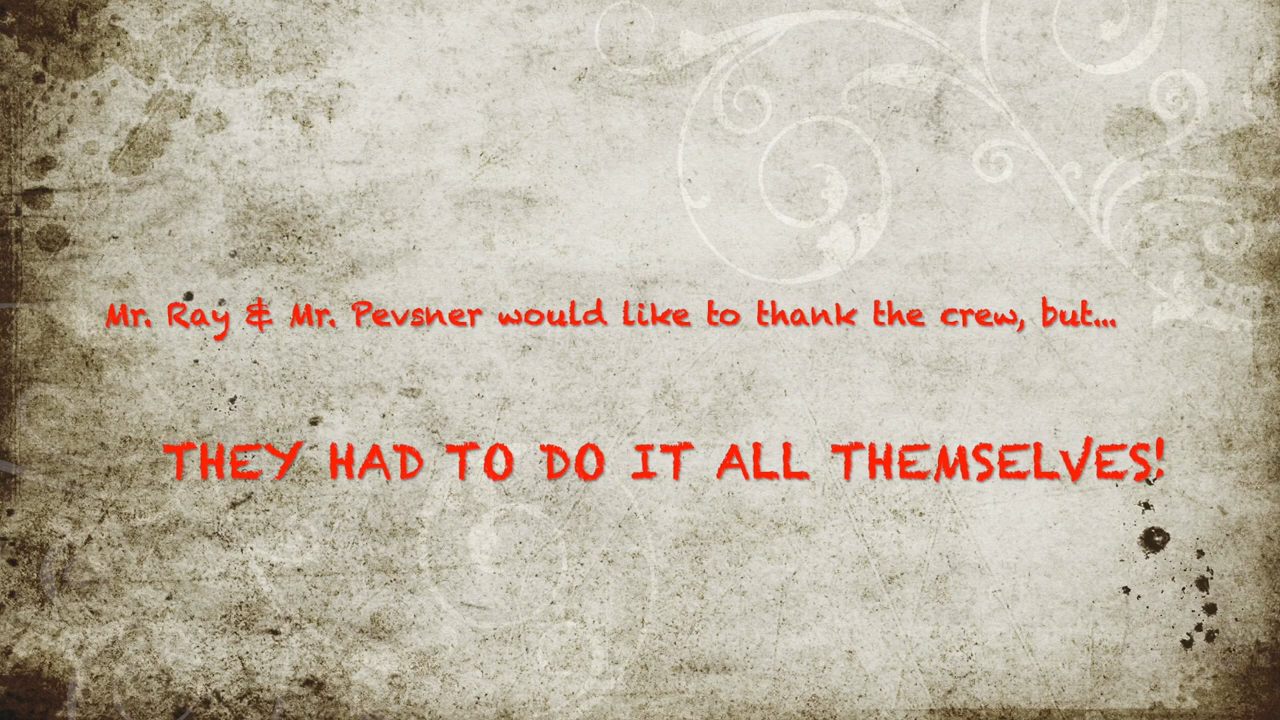 Mr. Ray & Mr. Pevsner would like to thank the crew, but...
THEY HAD TO DO IT ALL THEMSELVES!